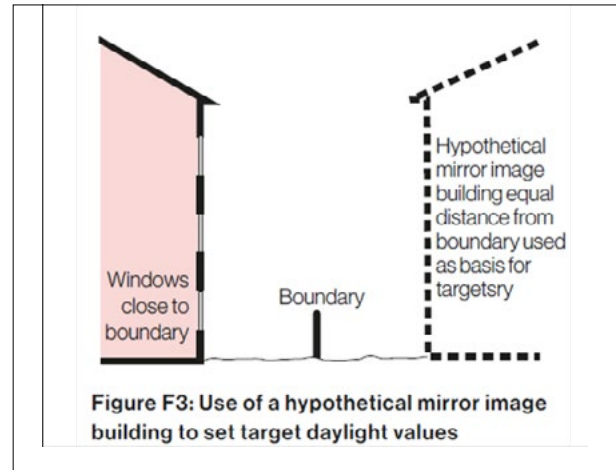 Hypothetical
mirror image
building equal
distance from
boundary used
as basis for
targetsry
Windows
close to
boundary
Boundary
Figure F3: Use of a hypothetical mirror image
building to set target daylight values